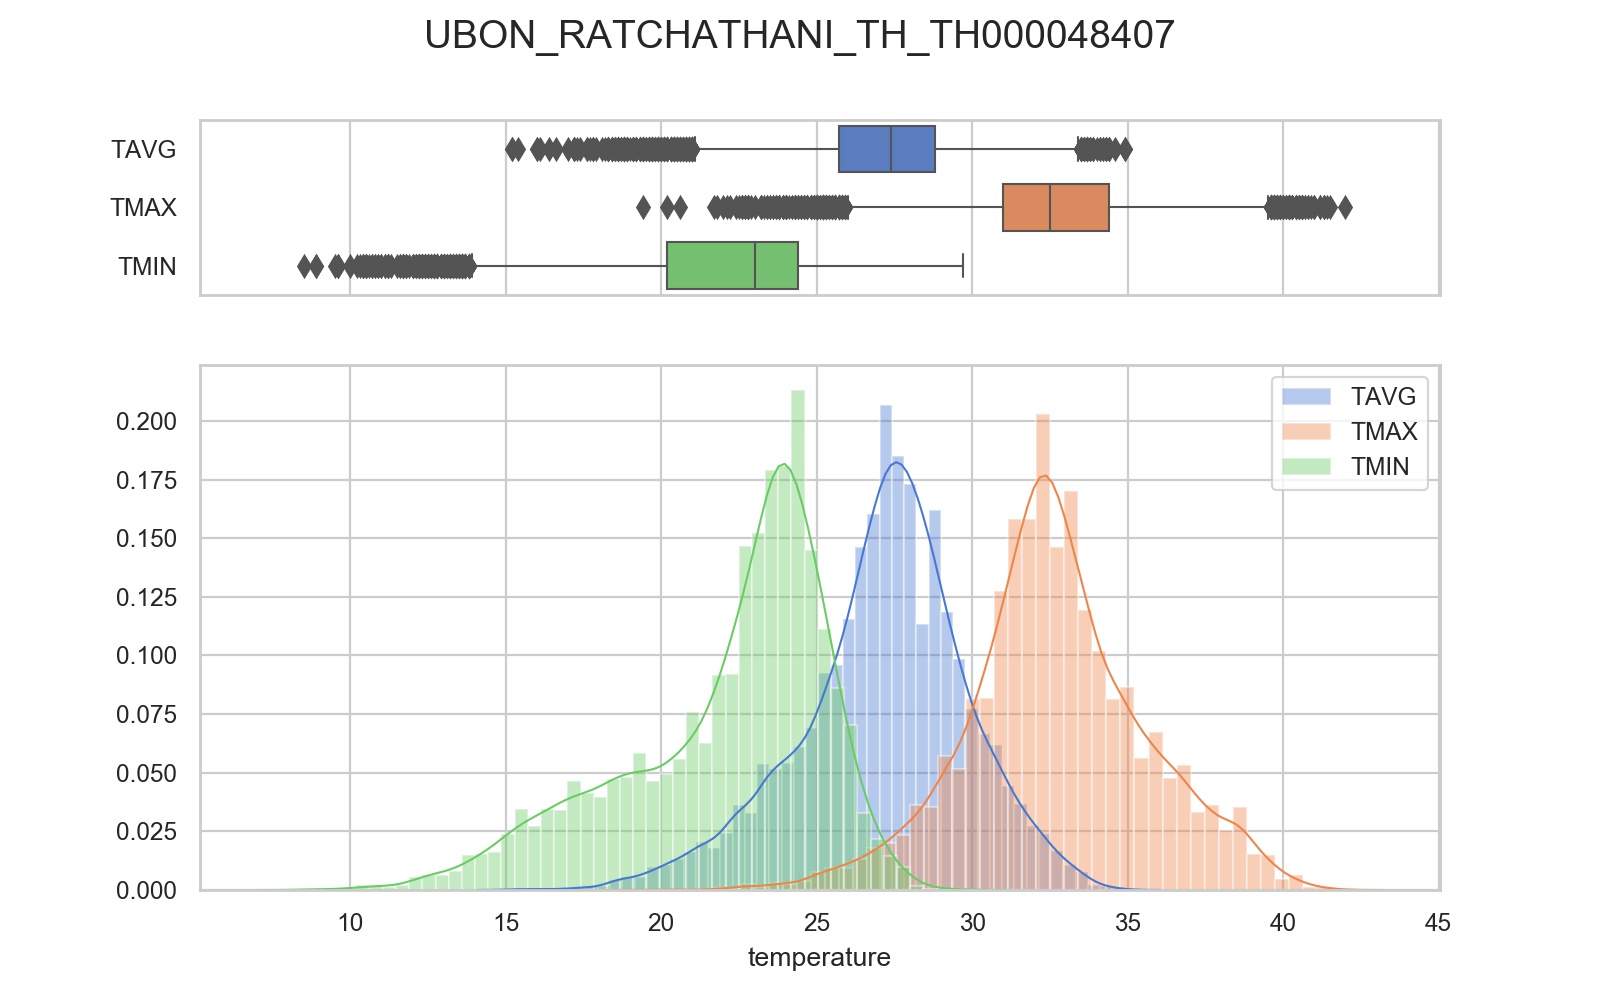 UBON_RATCHATHANI_TH_TH000048407
TAVG
TMAX
TMIN
TAVG
TMAX
TMIN
0.200
0.175
0.150
0.125
0.100
0.075
0.050
0.025
0.000
10 15 20 25 30 35 40 45
temperature